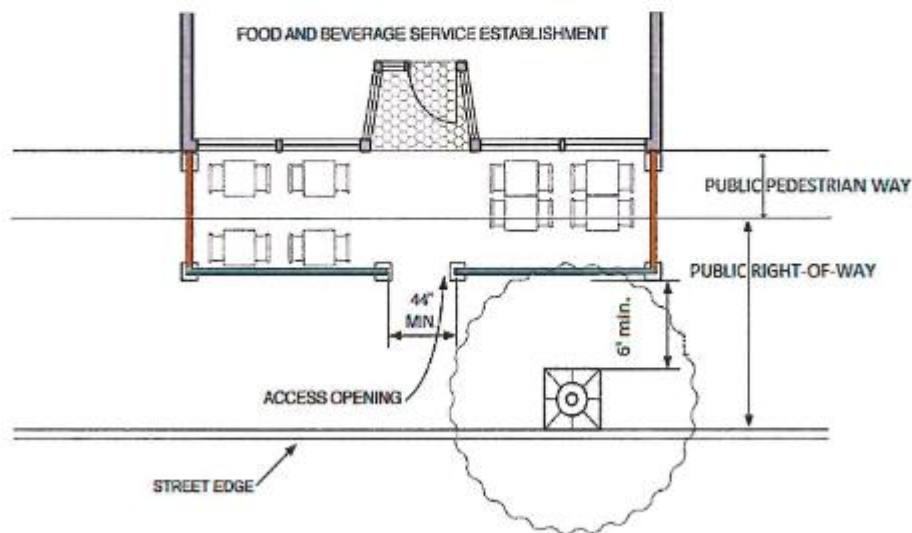 FOOD AND BEVERAGE SERVICE ESTABLISHMENT
PUBLIC PEDESTRIAN WAY
PUBLIC RIGHT-OF-WAY
44"
MIN.
6' min.
ACCESS OPENING
STREET EDGE